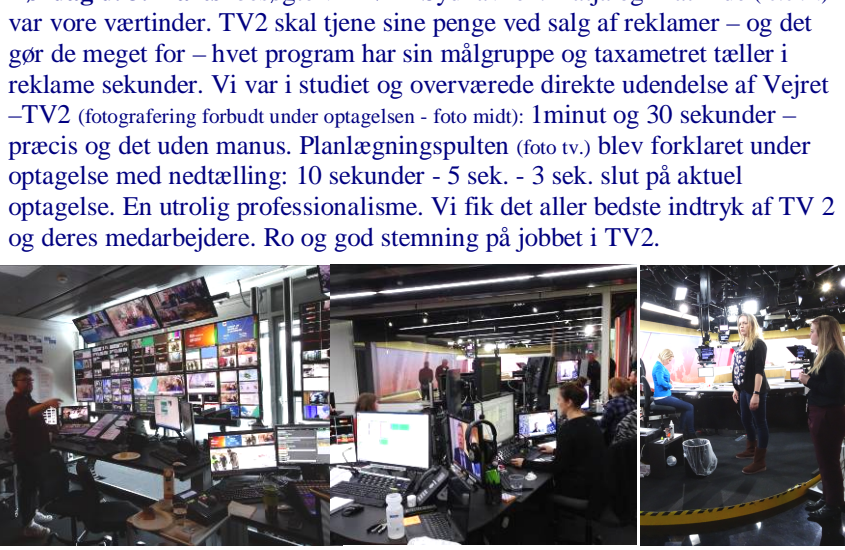 var vore værtinder. TV2 skal tjene sine penge ved salg af reklamer – og det
gør de meget for – hvet program har sin målgruppe og taxametret tæller i
reklame sekunder. Vi var i studiet og overværede direkte udendelse af Vejret
–TV2 (fotografering forbudt under optagelsen - foto midt): 1minut og 30 sekunder –
præcis og det uden manus. Planlægningspulten (foto tv.) blev forklaret under
optagelse med nedtælling: 10 sekunder - 5 sek. - 3 sek. slut på aktuel
optagelse. En utrolig professionalisme. Vi fik det aller bedste indtryk af TV 2
og deres medarbejdere. Ro og god stemning på jobbet i TV2.